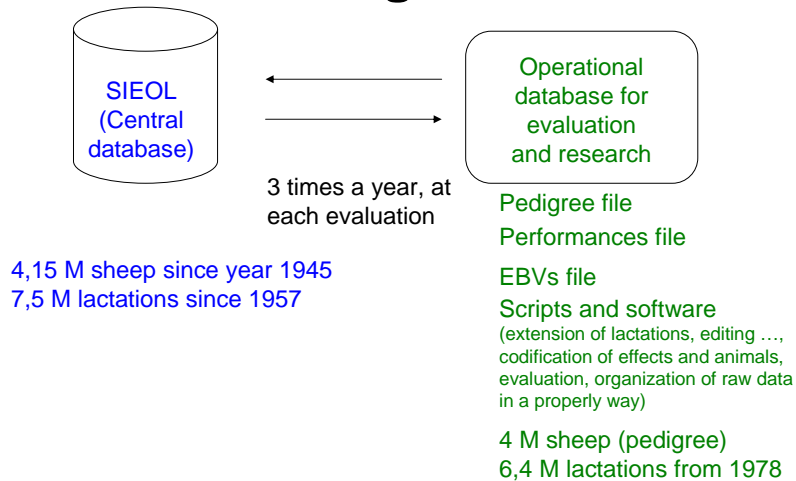 SIEOL
(Central
database)
Operational
database for
evaluation
and research
3 times a year, at
each evaluation
4,15 M sheep since year 1945
7,5 M lactations since 1957
Pedigree file
Performances file
EBVs file
Scripts and software
(extension of lactations, editing …,
codification of effects and animals,
evaluation, organization of raw data
in a properly way)
4 M sheep (pedigree)
6,4 M lactations from 1978